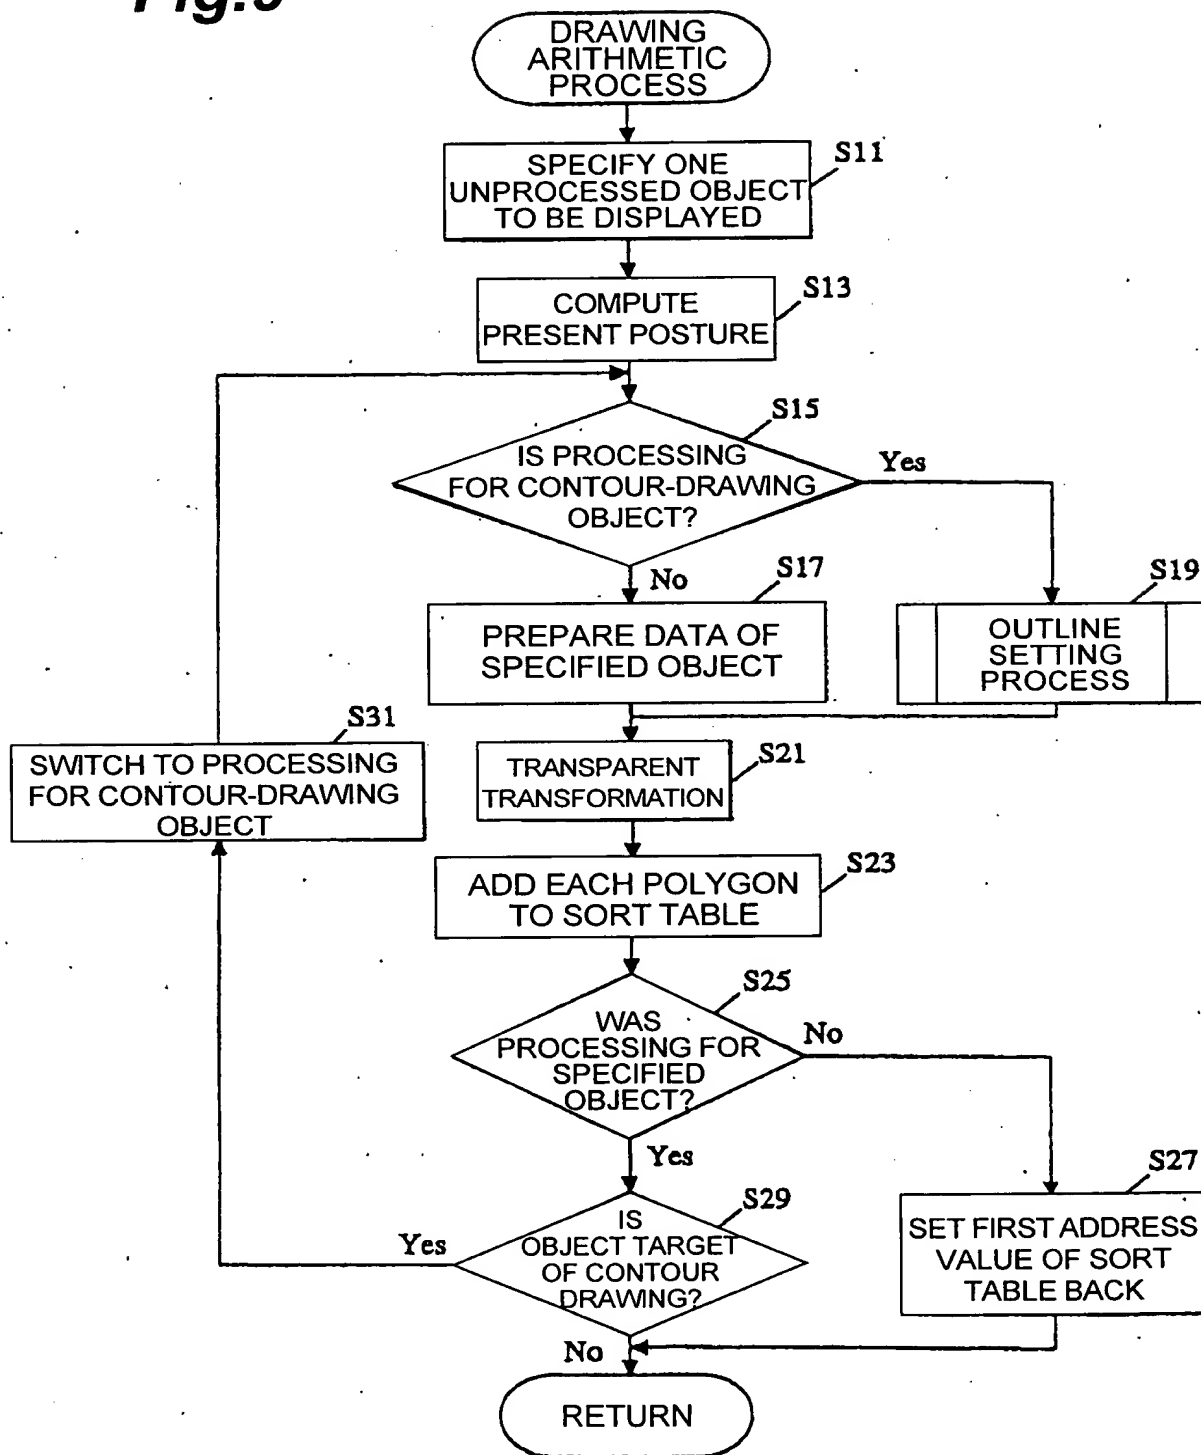 DRAWING
ARITHMETIC
PROCESS
S11
SPECIFY ONE
UNPROCESSED OBJECT
TO BE DISPLAYED
S13
COMPUTE
PRESENT POSTURE
S15
IS PROCESSING
FOR CONTOUR-DRAWING
OBJECT?
Yes
No
S17
PREPARE DATA OF
SPECIFIED OBJECT
S19
OUTLINE
SETTING
PROCESS
S31
SWITCH TO PROCESSING
FOR CONTOUR-DRAWING
OBJECT
S21
TRANSPARENT
TRANSFORMATION
S23
ADD EACH POLYGON
TO SORT TABLE
S25
WAS
PROCESSING FOR
SPECIFIED
OBJECT?
No
Yes
S27
SET FIRST ADDRESS
VALUE OF SORT
TABLE BACK
S29
IS
OBJECT TARGET
OF CONTOUR
DRAWING?
Yes
No
RETURN